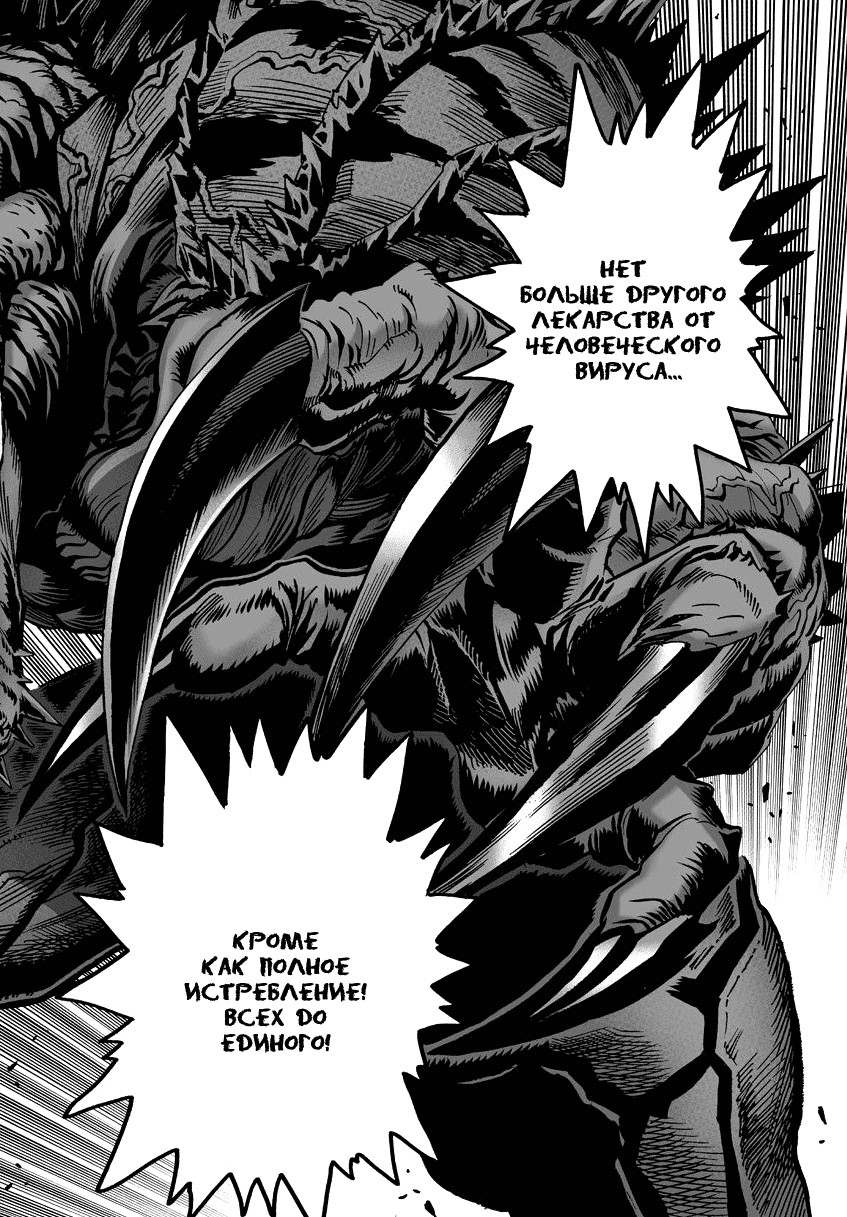 НЕТ
БОЛЬШЕ ДРУГОГО
ЛЕКАРСТВА ОТ
ЧЕЛОВЕЧЕСКОГО
ВИРУСА...
КРОМЕ
КАК ПОЛНОЕ
ИСТРЕБЛЕНИЕ!
ВСЕХ ДО
ЕДИНОГО!